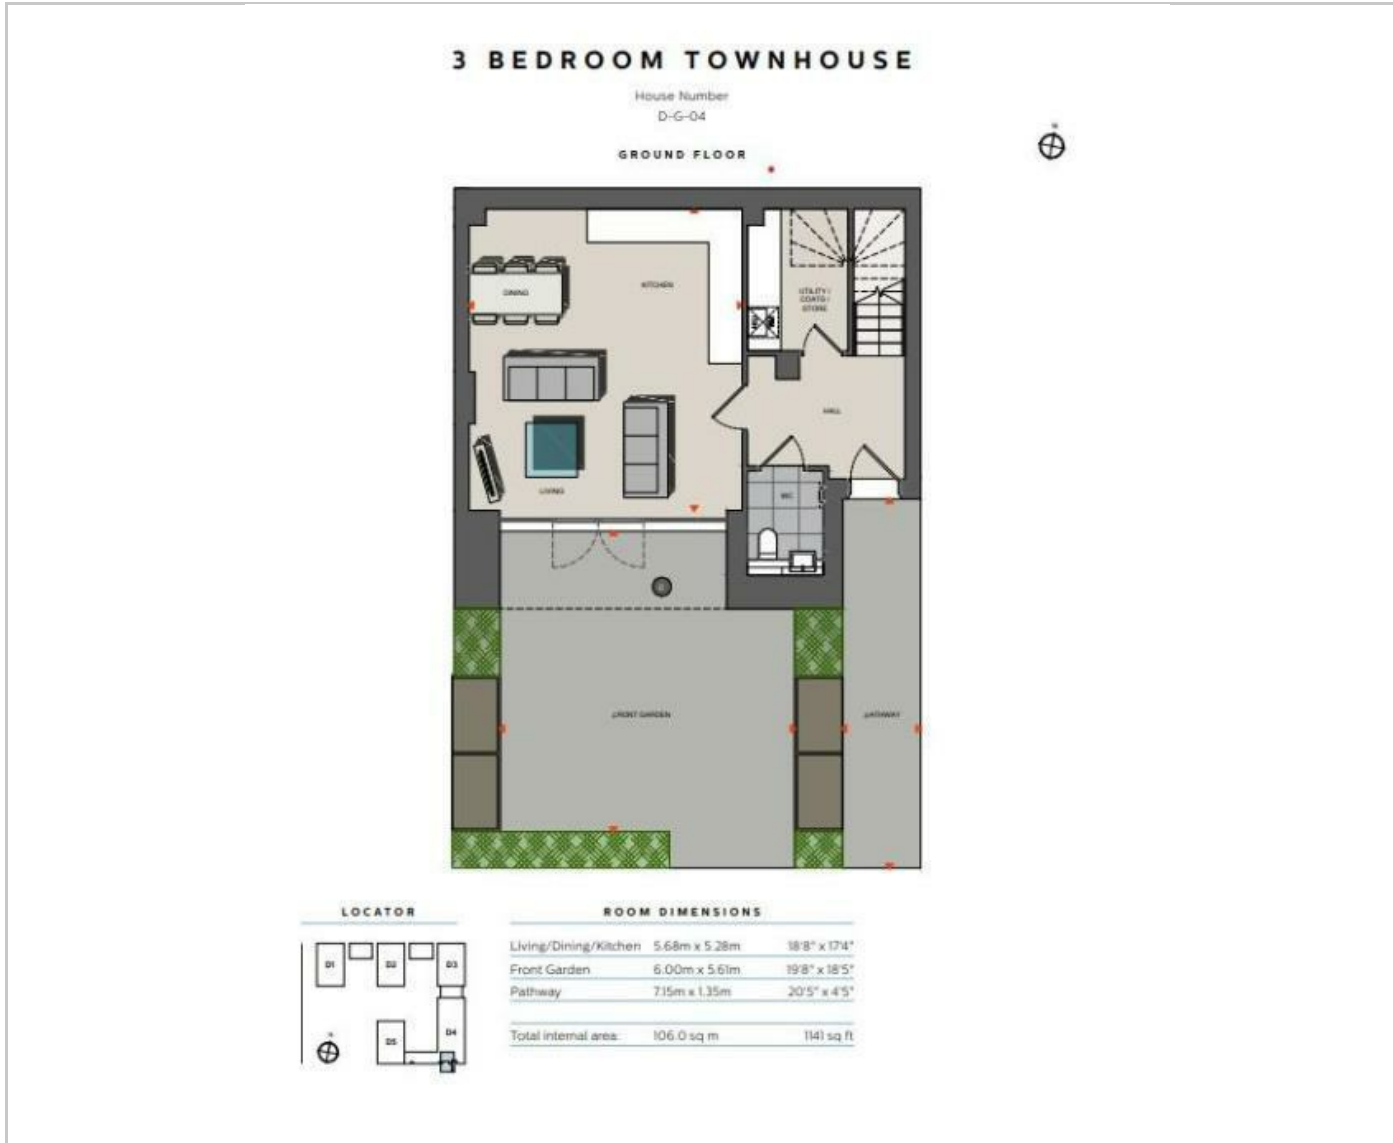 3 BEDROOM TOWNHOUSE
House Number
D-G-04
N
GROUND FLOOR
DINING
KITCHEN
UTILITY /
COATS /
STORE
HALL
LIVING
WC
FRONT GARDEN
PATHWAY
LOCATOR
D1
D2
D3
D4
D5
N
ROOM DIMENSIONS
Living/Dining/Kitchen 5.68m x 5.28m 18'8" x 17'4"
Front Garden 6.00m x 5.61m 19'8" x 18'5"
Pathway 7.15m x 1.35m 20'5" x 4'5"
Total internal area: 106.0 sq m 1141 sq ft